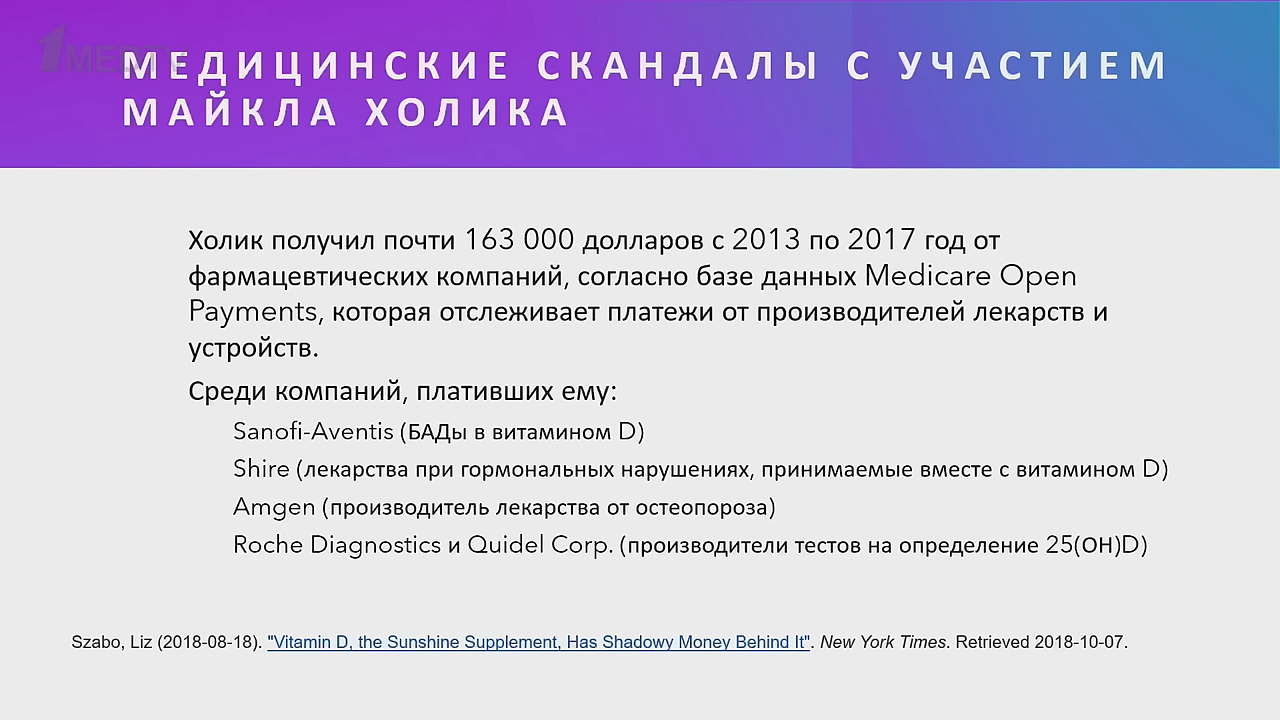 1МЕДTV
МЕДИЦИНСКИЕ СКАНДАЛЫ С УЧАСТИЕМ
МАЙКЛА ХОЛИКА
Холик получил почти 163 000 долларов с 2013 по 2017 год от
фармацевтических компаний, согласно базе данных Medicare Open
Payments, которая отслеживает платежи от производителей лекарств и
устройств.
Среди компаний, плативших ему:
Sanofi-Aventis (БАДы в витамином D)
Shire (лекарства при гормональных нарушениях, принимаемые вместе с витамином D)
Amgen (производитель лекарства от остеопороза)
Roche Diagnostics и Quidel Corp. (производители тестов на определение 25(ОН)D)
Szabo, Liz (2018-08-18). "Vitamin D, the Sunshine Supplement, Has Shadowy Money Behind It". New York Times. Retrieved 2018-10-07.